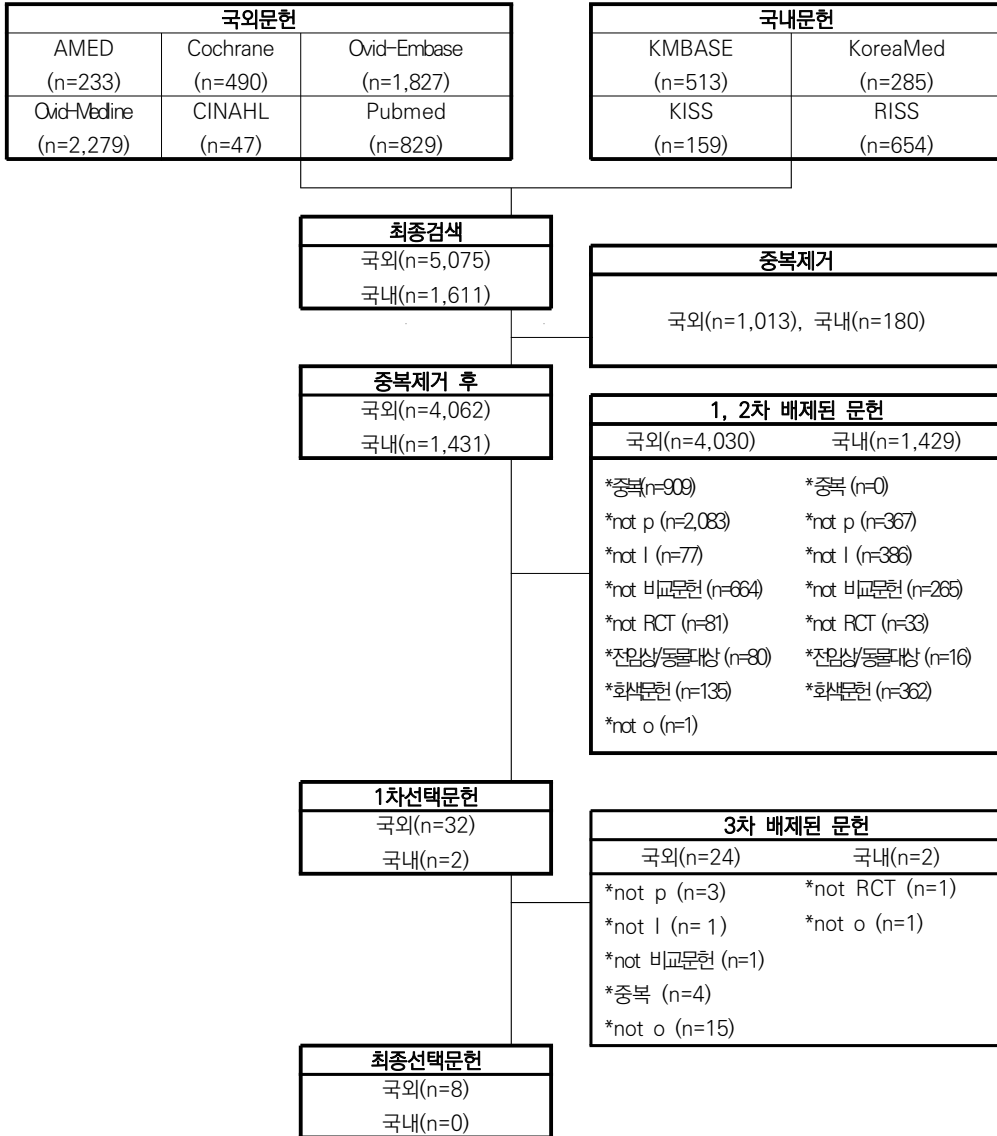 국외문헌
AMED Cochrane Ovid-Embase
(n=233) (n=490) (n=1,827)
Ovid-Medline CINAHL Pubmed
(n=2,279) (n=47) (n=829)
국내문헌
KMBASE KoreaMed
(n=513) (n=285)
KISS RISS
(n=159) (n=654)
최종검색
국외(n=5,075)
국내(n=1,611)
중복제거
국외(n=1,013), 국내(n=180)
중복제거 후
국외(n=4,062)
국내(n=1,431)
1, 2차 배제된 문헌
국외(n=4,030) 국내(n=1,429)
*중복(n=909) *중복 (n=0)
*not p (n=2,083) *not p (n=367)
*not I (n=77) *not I (n=386)
*not 비교문헌 (n=664) *not 비교문헌 (n=265)
*not RCT (n=81) *not RCT (n=33)
*전임상/동물대상 (n=80) *전임상/동물대상 (n=16)
*회색문헌 (n=135) *회색문헌 (n=362)
*not o (n=1)
1차선택문헌
국외(n=32)
국내(n=2)
3차 배제된 문헌
국외(n=24) 국내(n=2)
*not p (n=3) *not RCT (n=1)
*not I (n= 1) *not o (n=1)
*not 비교문헌 (n=1)
*중복 (n=4)
*not o (n=15)
최종선택문헌
국외(n=8)
국내(n=0)